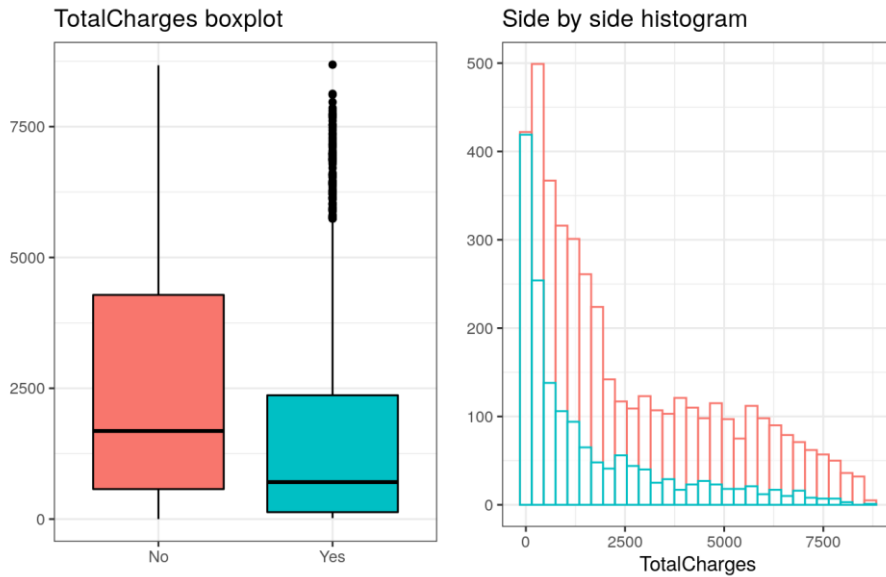 TotalCharges boxplot
7500
5000
2500
0
No Yes
Side by side histogram
500
400
300
200
100
0
0 2500 5000 7500
TotalCharges